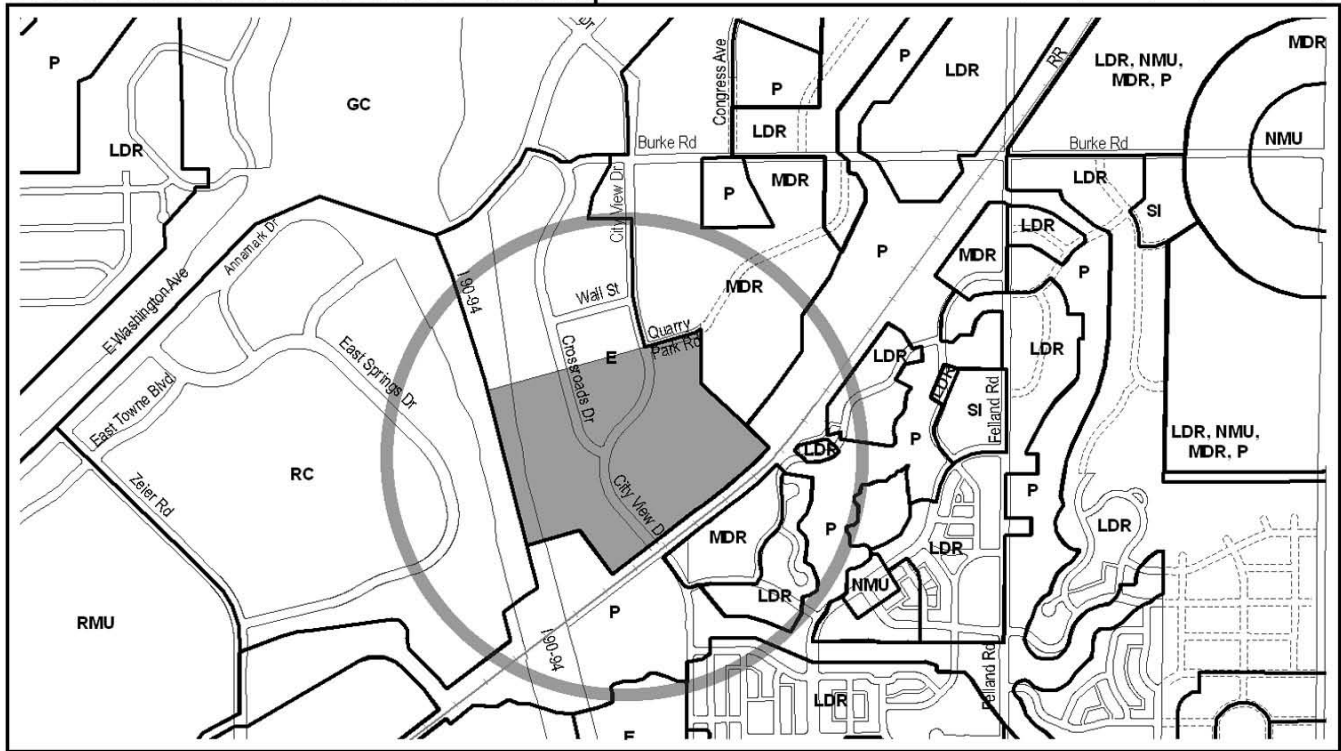 Dr
P
GC
LDR
Congress Ave
P
LDR
P
LDR
RR
LDR, NMU,
MDR, P
MDR
NMU
Burke Rd
Burke Rd
LDR
City View Dr
P
MDR
SI
LDR
E Washington Ave
Annamark Dr
I 90-94
P
MDR
P
Wall St
MDR
Quarry
Park Rd
E
Crossroads Dr
East Springs Dr
East Towne Blvd
LDR
LDR
LDR
SI
Felland Rd
P
LDR
LDR, NMU,
MDR, P
RC
Zeier Rd
City View Dr
P
MDR
P
LDR
LDR
NMU
LDR
RMU
P
I 90-94
LDR
Felland Rd
E